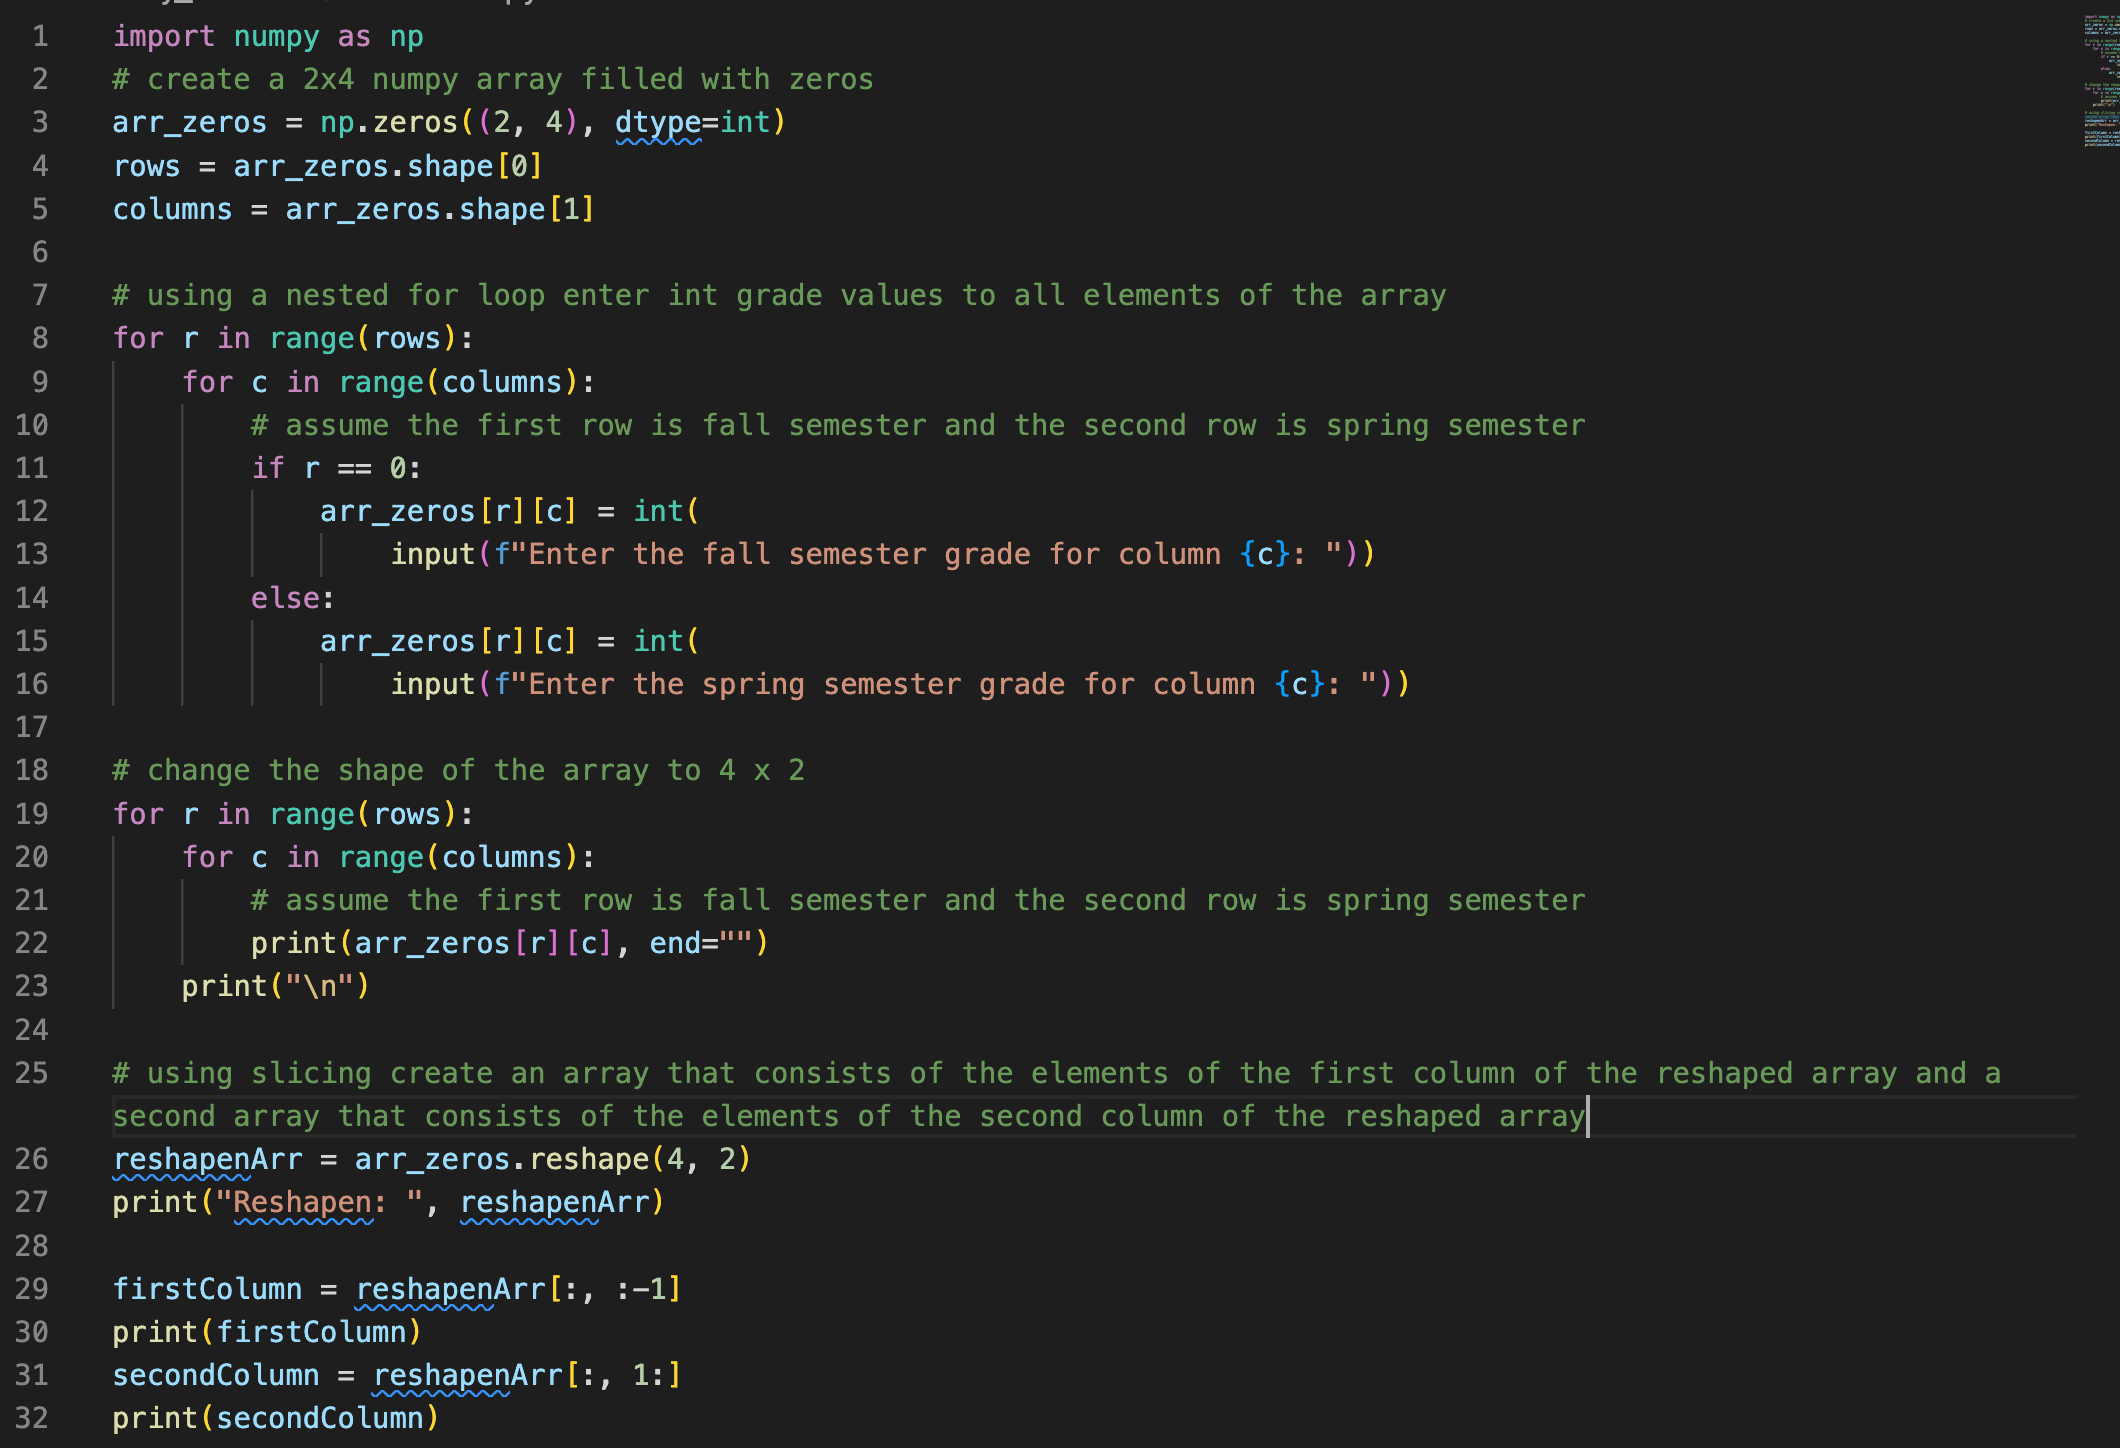 1 import numpy as np
2 # create a 2x4 numpy array filled with zeros
3 arr_zeros = np.zeros((2, 4), dtype=int)
4 rows = arr_zeros.shape[0]
5 columns = arr_zeros.shape[1]
6
7 # using a nested for loop enter int grade values to all elements of the array
8 for r in range(rows):
9     for c in range(columns):
10         # assume the first row is fall semester and the second row is spring semester
11         if r == 0:
12             arr_zeros[r][c] = int(
13                 input(f"Enter the fall semester grade for column {c}: "))
14         else:
15             arr_zeros[r][c] = int(
16                 input(f"Enter the spring semester grade for column {c}: "))
17
18 # change the shape of the array to 4 x 2
19 for r in range(rows):
20     for c in range(columns):
21         # assume the first row is fall semester and the second row is spring semester
22         print(arr_zeros[r][c], end="")
23     print("\n")
24
25 # using slicing create an array that consists of the elements of the first column of the reshaped array and a
second array that consists of the elements of the second column of the reshaped array
26 reshapenArr = arr_zeros.reshape(4, 2)
27 print("Reshapen: ", reshapenArr)
28
29 firstColumn = reshapenArr[:, :-1]
30 print(firstColumn)
31 secondColumn = reshapenArr[:, 1:]
32 print(secondColumn)